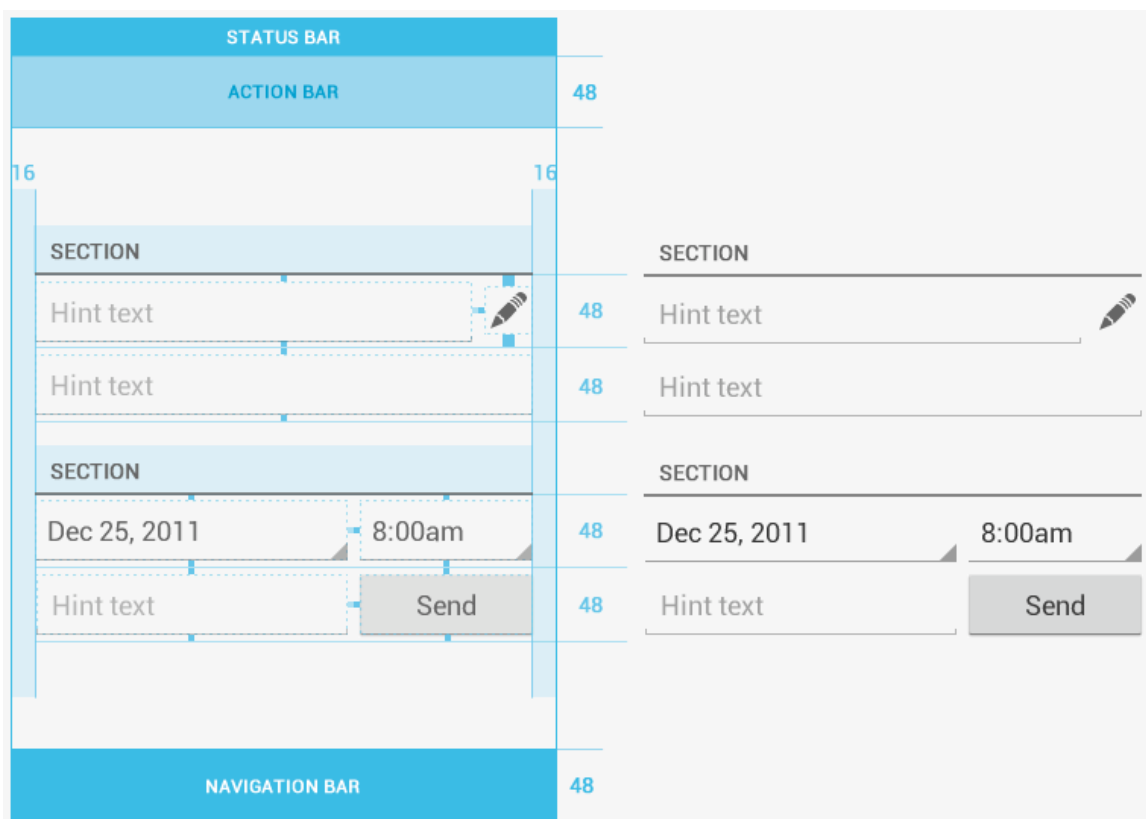 STATUS BAR
ACTION BAR 48
16 16
SECTION
Hint text 48
Hint text 48
SECTION
Dec 25, 2011 8:00am 48
Hint text Send 48
NAVIGATION BAR 48
SECTION
Hint text
Hint text
SECTION
Dec 25, 2011 8:00am
Hint text Send